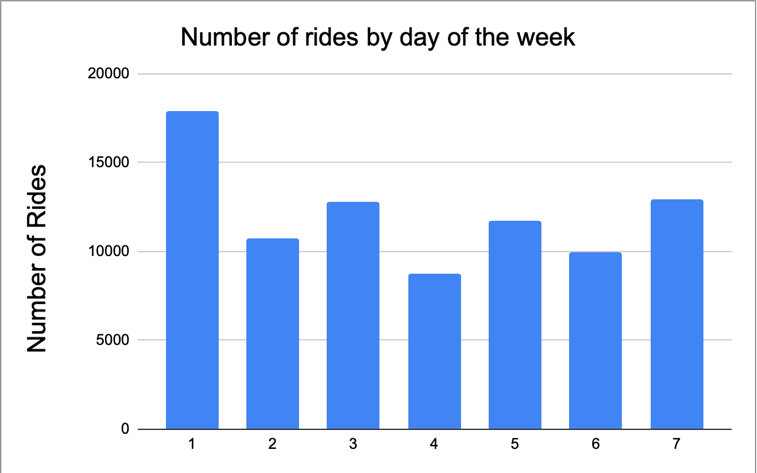 Number of rides by day of the week
Number of Rides
20000
15000
10000
5000
0
1 2 3 4 5 6 7